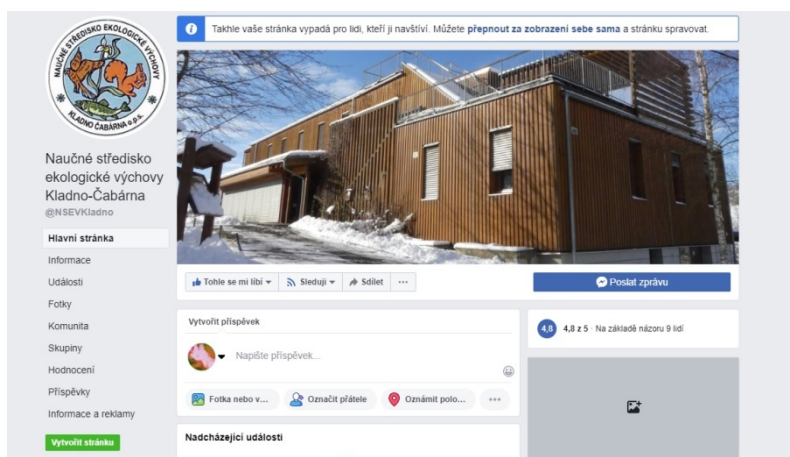 Takhle vaše stránka vypadá pro lidi, kteří ji navštíví. Můžete přepnout za zobrazení sebe sama a stránku spravovat.
NAUČNÉ STŘEDISKO EKOLOGICKÉ VÝCHOVY
KLADNO ČABÁRNA o.p.s.
Naučné středisko
ekologické výchovy
Kladno-Čabárna
@NSEVKladno
Hlavní stránka
Informace
Události
Fotky
Komunita
Skupiny
Hodnocení
Příspěvky
Informace a reklamy
Vytvořit stránku
Tohle se mi líbí
Sleduji
Sdílet
Poslat zprávu
Vytvořit příspěvek
Napište příspěvek...
Fotka nebo v...
Označit přátele
Oznámit polo...
Nadcházející události
4,8
4,8 z 5 · Na základě názoru 9 lidí